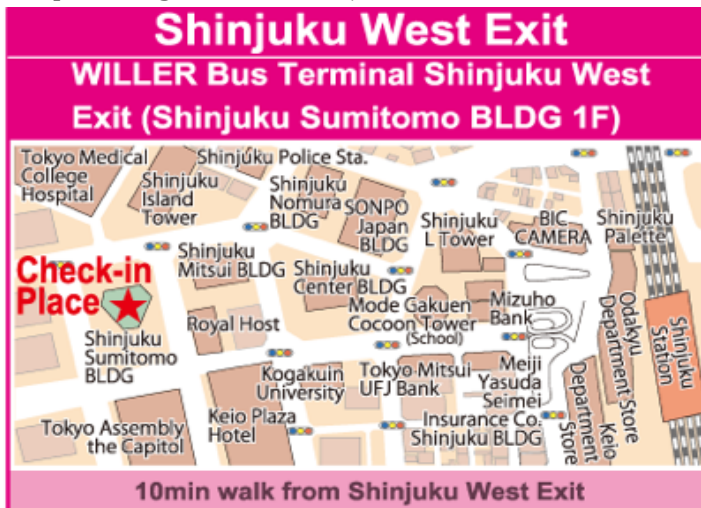 Shinjuku West Exit
WILLER Bus Terminal Shinjuku West
Exit (Shinjuku Sumitomo BLDG 1F)
Tokyo Medical
College
Hospital
Shinjuku Police Sta.
Shinjuku
Island
Tower
Shinjuku
Nomura
BLDG
SONPO
Japan
BLDG
Shinjuku
L Tower
BIC
CAMERA
Shinjuku
Palette
Check-in
Place
Shinjuku
Mitsui BLDG
Shinjuku
Center BLDG
Mode Gakuen
Cocoon Tower
(School)
Mizuho
Bank
Odakyu
Department Store
Shinjuku
Station
Shinjuku
Sumitomo
BLDG
Royal Host
Kogakuin
University
Tokyo Mitsui
UFJ Bank
Meiji
Yasuda
Seimei
Insurance Co.
Shinjuku BLDG
Keio
Department
Store
Tokyo Assembly
the Capitol
Keio Plaza
Hotel
10min walk from Shinjuku West Exit